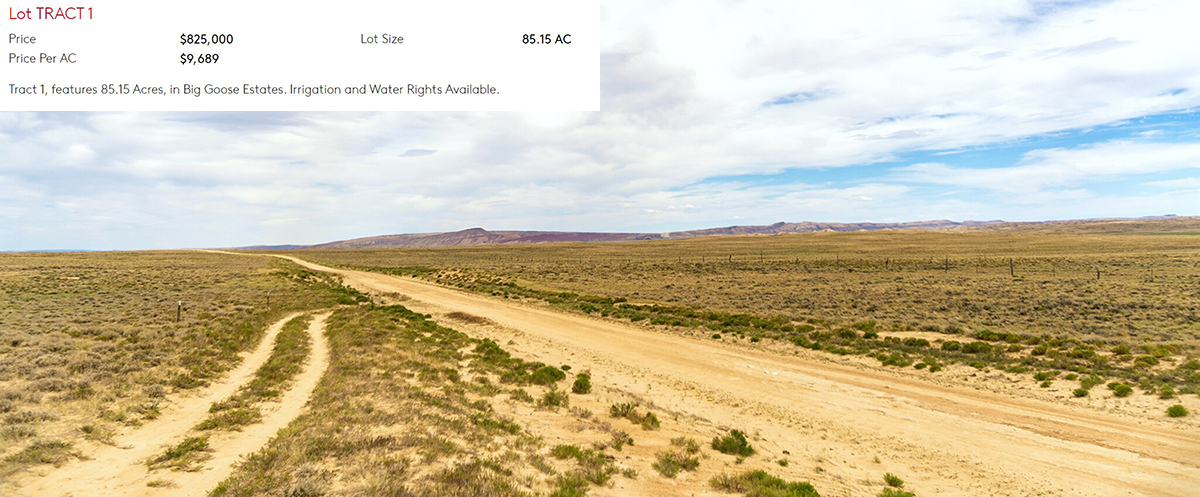 Lot TRACT 1
Price $825,000 Lot Size 85.15 AC
Price Per AC $9,689
Tract 1, features 85.15 Acres, in Big Goose Estates. Irrigation and Water Rights Available.